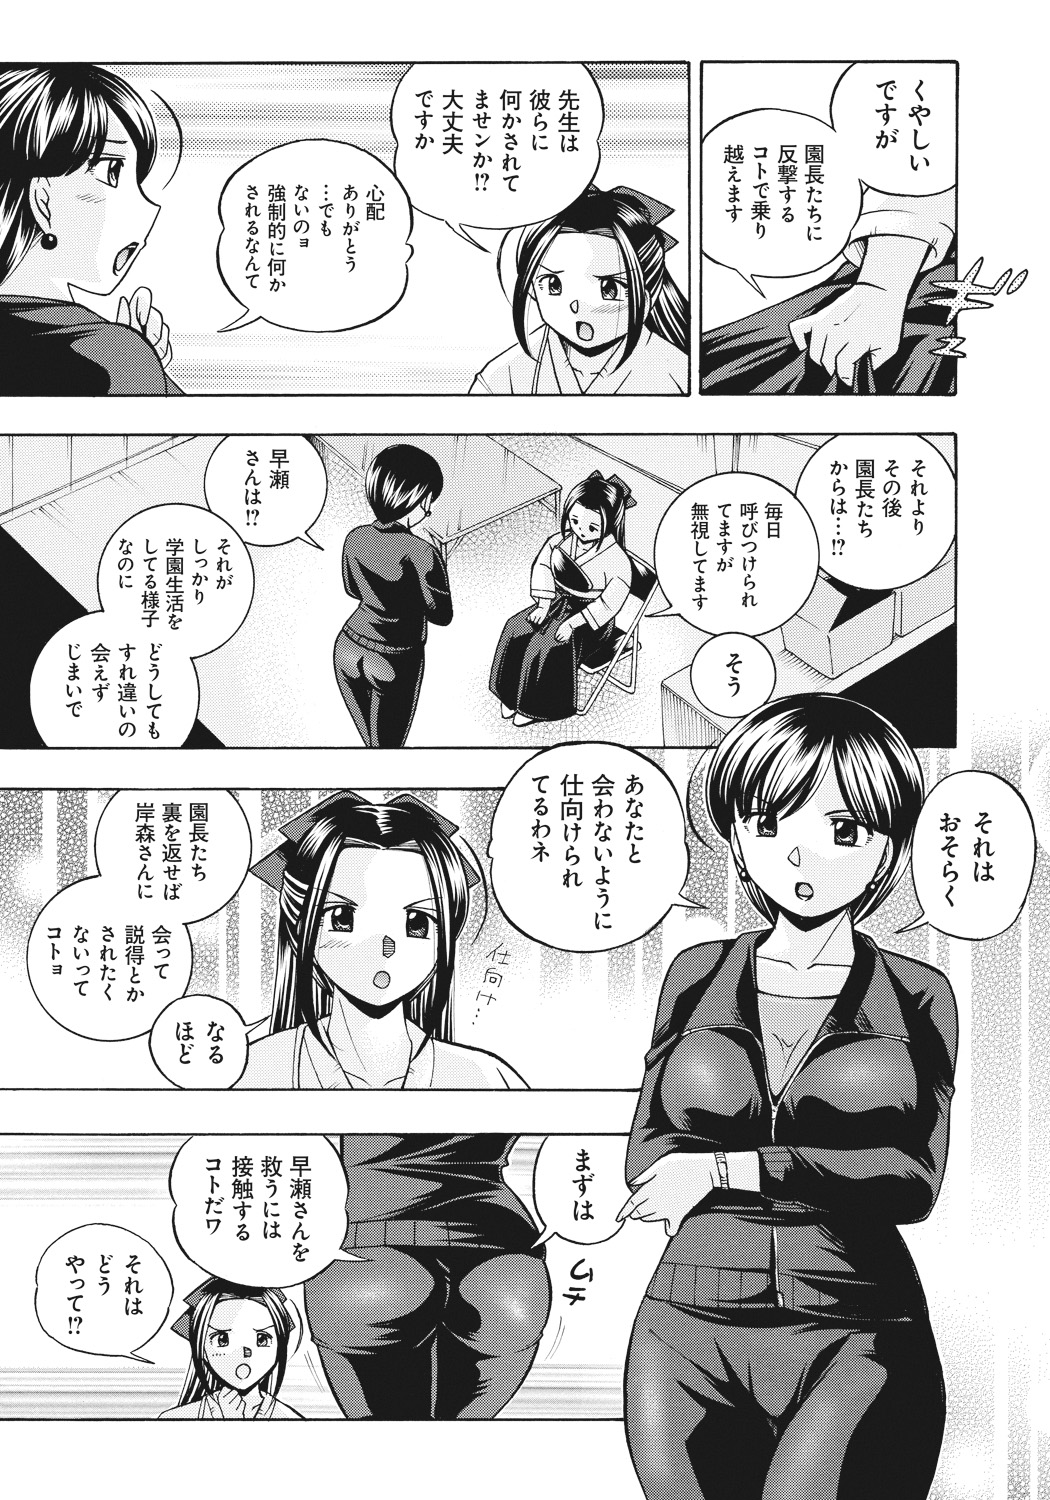 くやしい
ですが
園長たちに
反撃する
コトで乗り
越えます
先生は
彼らに
何かされて
ませンか!?
大丈夫
ですか
心配
ありがとう
…でも
ないのョ
強制的に何か
されるなんて
それより
その後
園長たち
からは…!?
毎日
呼びつけられ
てますが
無視してます
そう
早瀬
さんは!?
それが
しっかり
学園生活を
してる様子
なのに
どうしても
すれ違いの
会えず
じまいで
それは
おそらく
あなたと
会わないように
仕向けられ
てるわネ
仕向け…
園長たち
裏を返せば
岸森さんに
会って
説得とか
されたく
ないって
コトョ
なる
ほど
まずは
早瀬さんを
救うには
接触する
コトだワ
ムチ
それは
どう
やって!?